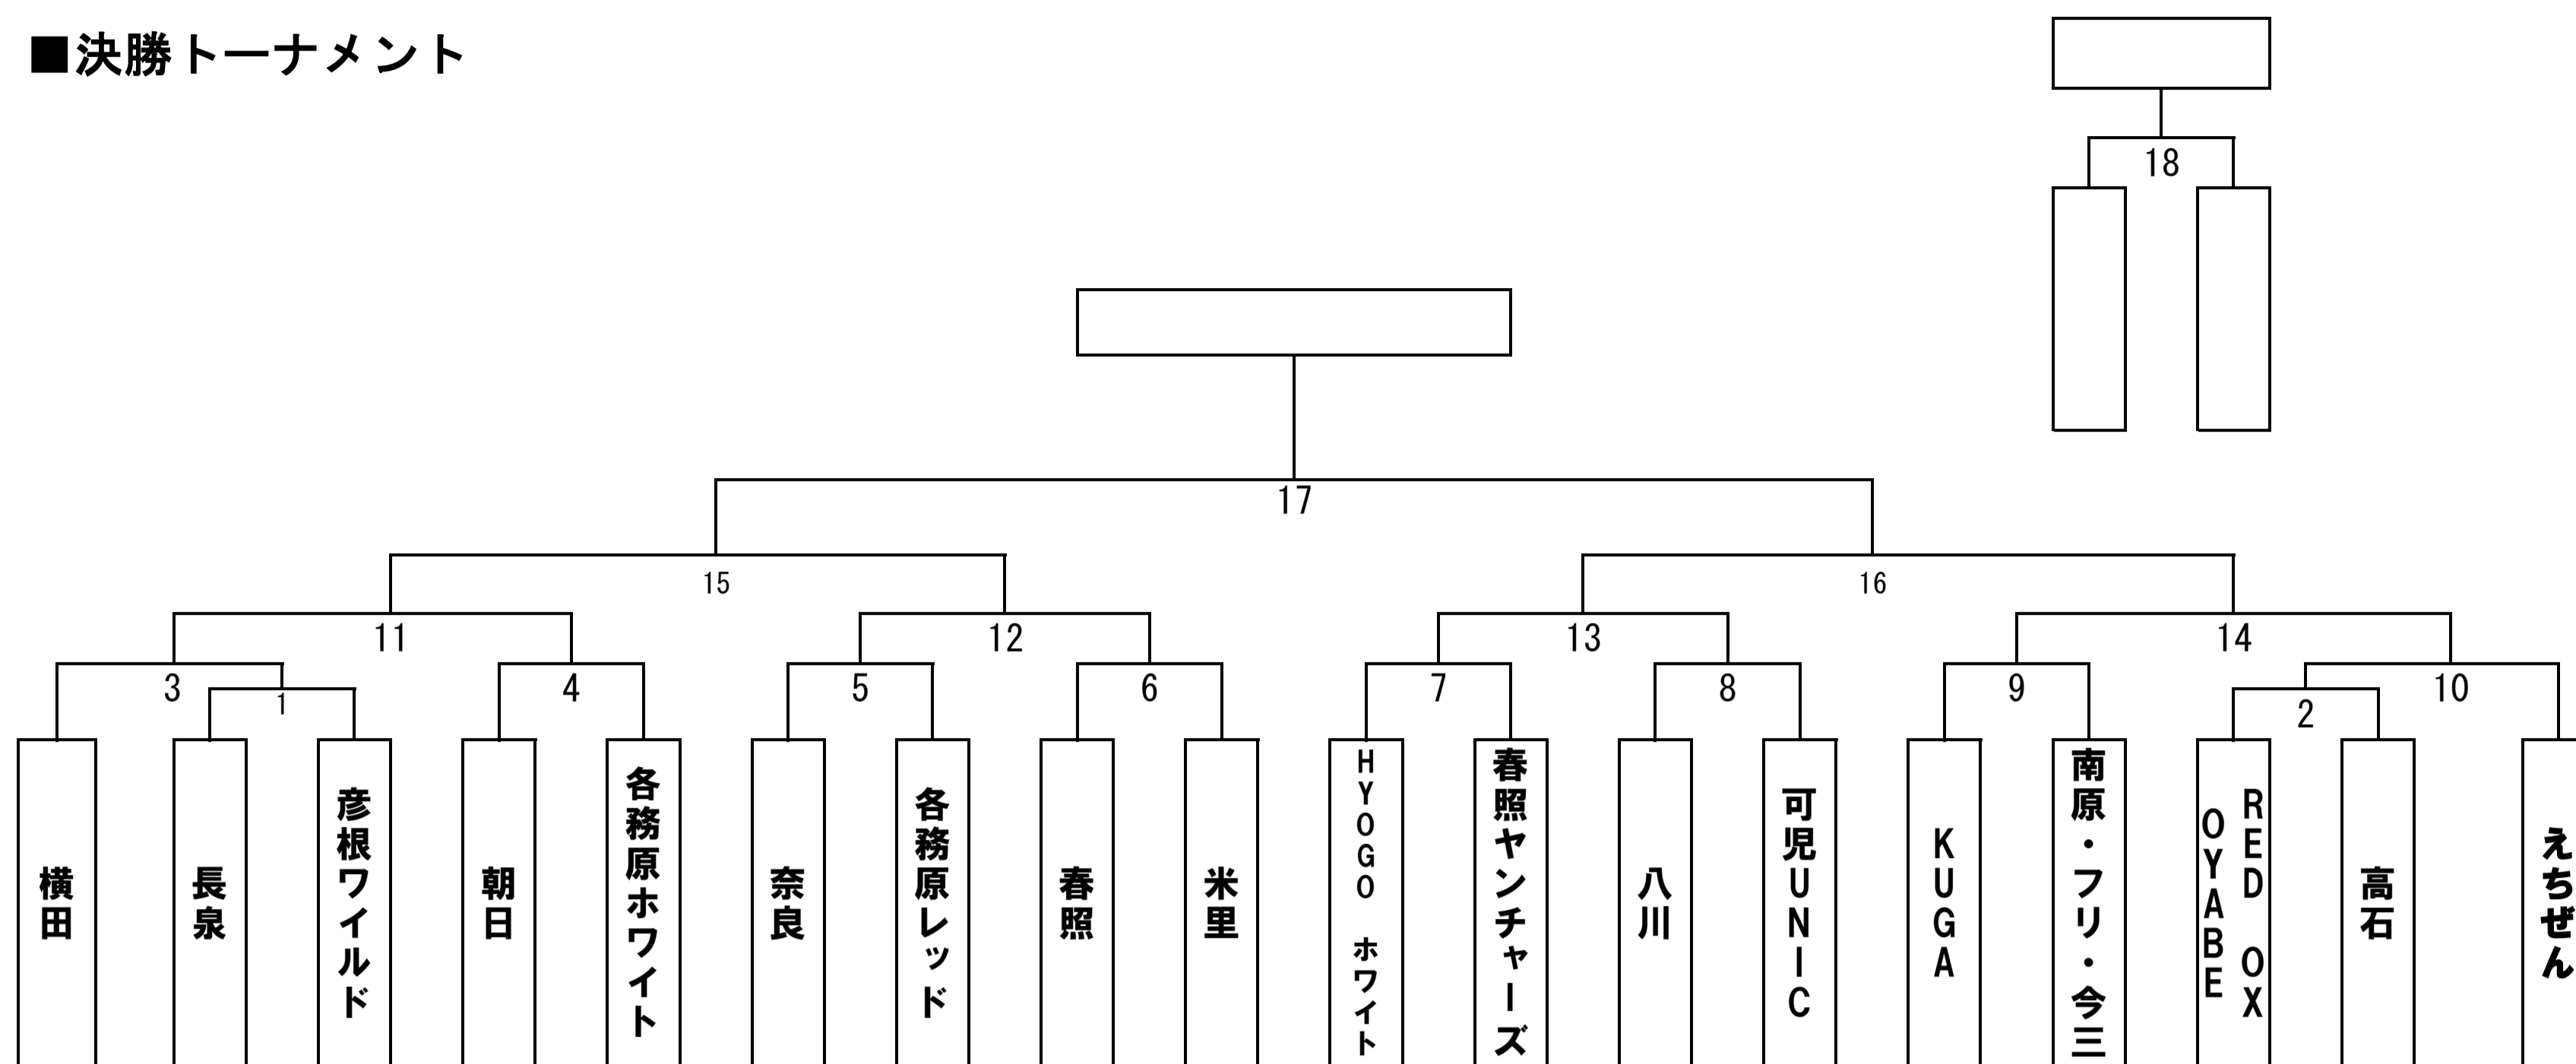 ■決勝トーナメント
18
17
15
16
11
12
13
14
3
1
4
5
6
7
8
9
2
10
横田
長泉
彦根ワイルド
朝日
各務原ホワイト
奈良
各務原レッド
春照
米里
HYOGO ホワイト
春照ヤンチャーズ
八川
可児UNIC
KUGA
南原・フリ・今三
RED OX
OYABE
高石
えちぜん